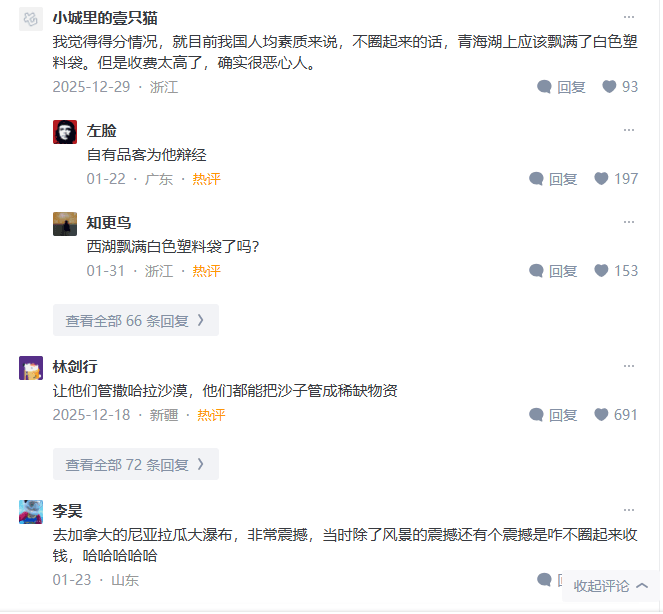 小城里的壹只猫
我觉得得分情况，就目前我国人均素质来说，不圈起来的话，青海湖上应该飘满了白色塑
料袋。但是收费太高了，确实很恶心人。
2025-12-29 · 浙江
回复 93
左脸
自有品客为他辩经
01-22 · 广东 · 热评
回复 197
知更鸟
西湖飘满白色塑料袋了吗？
01-31 · 浙江 · 热评
回复 153
查看全部 66 条回复
林剑行
让他们管撒哈拉沙漠，他们都能把沙子管成稀缺物资
2025-12-18 · 新疆 · 热评
回复 691
查看全部 72 条回复
李昊
去加拿大的尼亚拉瓜大瀑布，非常震撼，当时除了风景的震撼还有个震撼是咋不圈起来收
钱，哈哈哈哈哈
01-23 · 山东
收起评论